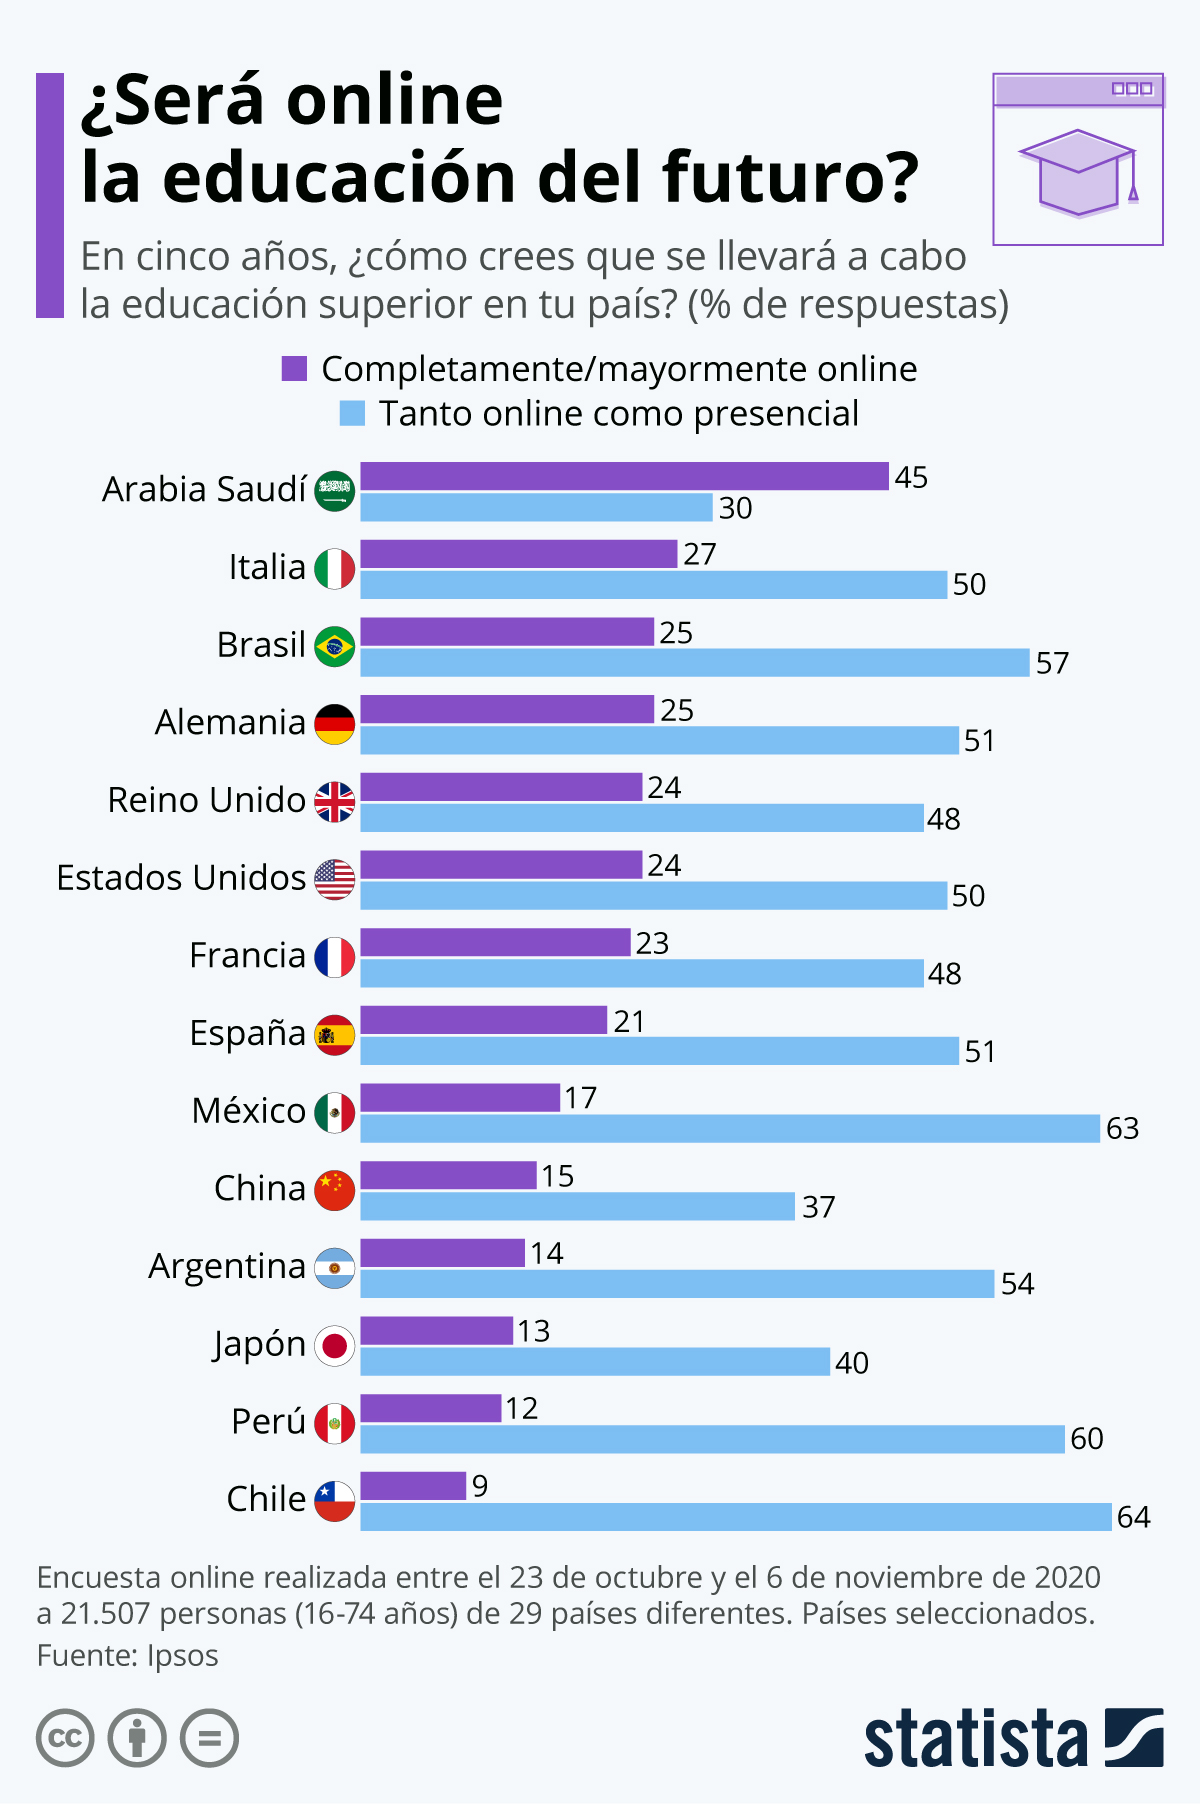 ¿Será online
la educación del futuro?
En cinco años, ¿cómo crees que se llevará a cabo
la educación superior en tu país? (% de respuestas)
Completamente/mayormente online
Tanto online como presencial
Arabia Saudí 45
30
Italia 27
50
Brasil 25
57
Alemania 25
51
Reino Unido 24
48
Estados Unidos 24
50
Francia 23
48
España 21
51
México 17
63
China 15
37
Argentina 14
54
Japón 13
40
Perú 12
60
Chile 9
64
Encuesta online realizada entre el 23 de octubre y el 6 de noviembre de 2020
a 21.507 personas (16-74 años) de 29 países diferentes. Países seleccionados.
Fuente: Ipsos
cc
statista